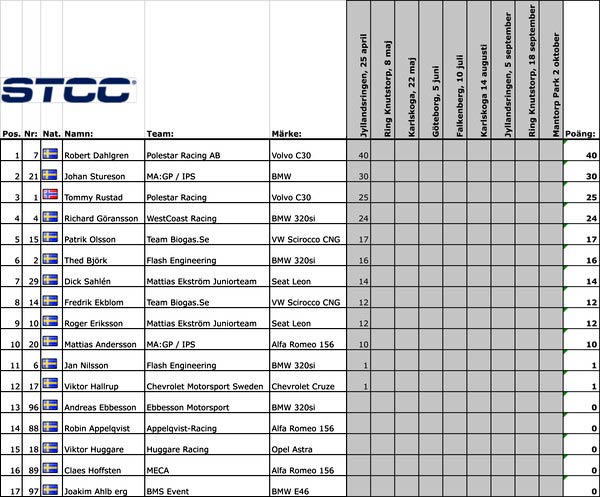 STCC
Jyllandsringen, 25 april
Ring Knutstorp, 8 maj
Karlskoga, 22 maj
Göteborg, 5 juni
Falkenberg, 10 juli
Karlskoga 14 augusti
Jyllandsringen, 5 september
Ring Knutstorp, 18 september
Mantorp Park 2 oktober
Pos. Nr: Nat. Namn: Team: Märke: Poäng:
1 7 Robert Dahlgren Polestar Racing AB Volvo C30 40 40
2 21 Johan Stureson MA:GP / IPS BMW 30 30
3 1 Tommy Rustad Polestar Racing Volvo C30 25 25
4 4 Richard Göransson WestCoast Racing BMW 320si 24 24
5 15 Patrik Olsson Team Biogas.Se VW Scirocco CNG 17 17
6 2 Thed Björk Flash Engineering BMW 320si 16 16
7 29 Dick Sahlén Mattias Ekström Juniorteam Seat Leon 14 14
8 14 Fredrik Ekblom Team Biogas.Se VW Scirocco CNG 12 12
9 10 Roger Eriksson Mattias Ekström Juniorteam Seat Leon 12 12
10 20 Mattias Andersson MA:GP / IPS Alfa Romeo 156 10 10
11 6 Jan Nilsson Flash Engineering BMW 320si 1 1
12 17 Viktor Hallrup Chevrolet Motorsport Sweden Chevrolet Cruze 1 1
13 96 Andreas Ebbesson Ebbesson Motorsport BMW 320si 0
14 88 Robin Appelqvist Appelqvist-Racing Alfa Romeo 156 0
15 18 Viktor Huggare Huggare Racing Opel Astra 0
16 89 Claes Hoffsten MECA Alfa Romeo 156 0
17 97 Joakim Ahlb erg BMS Event BMW E46 0